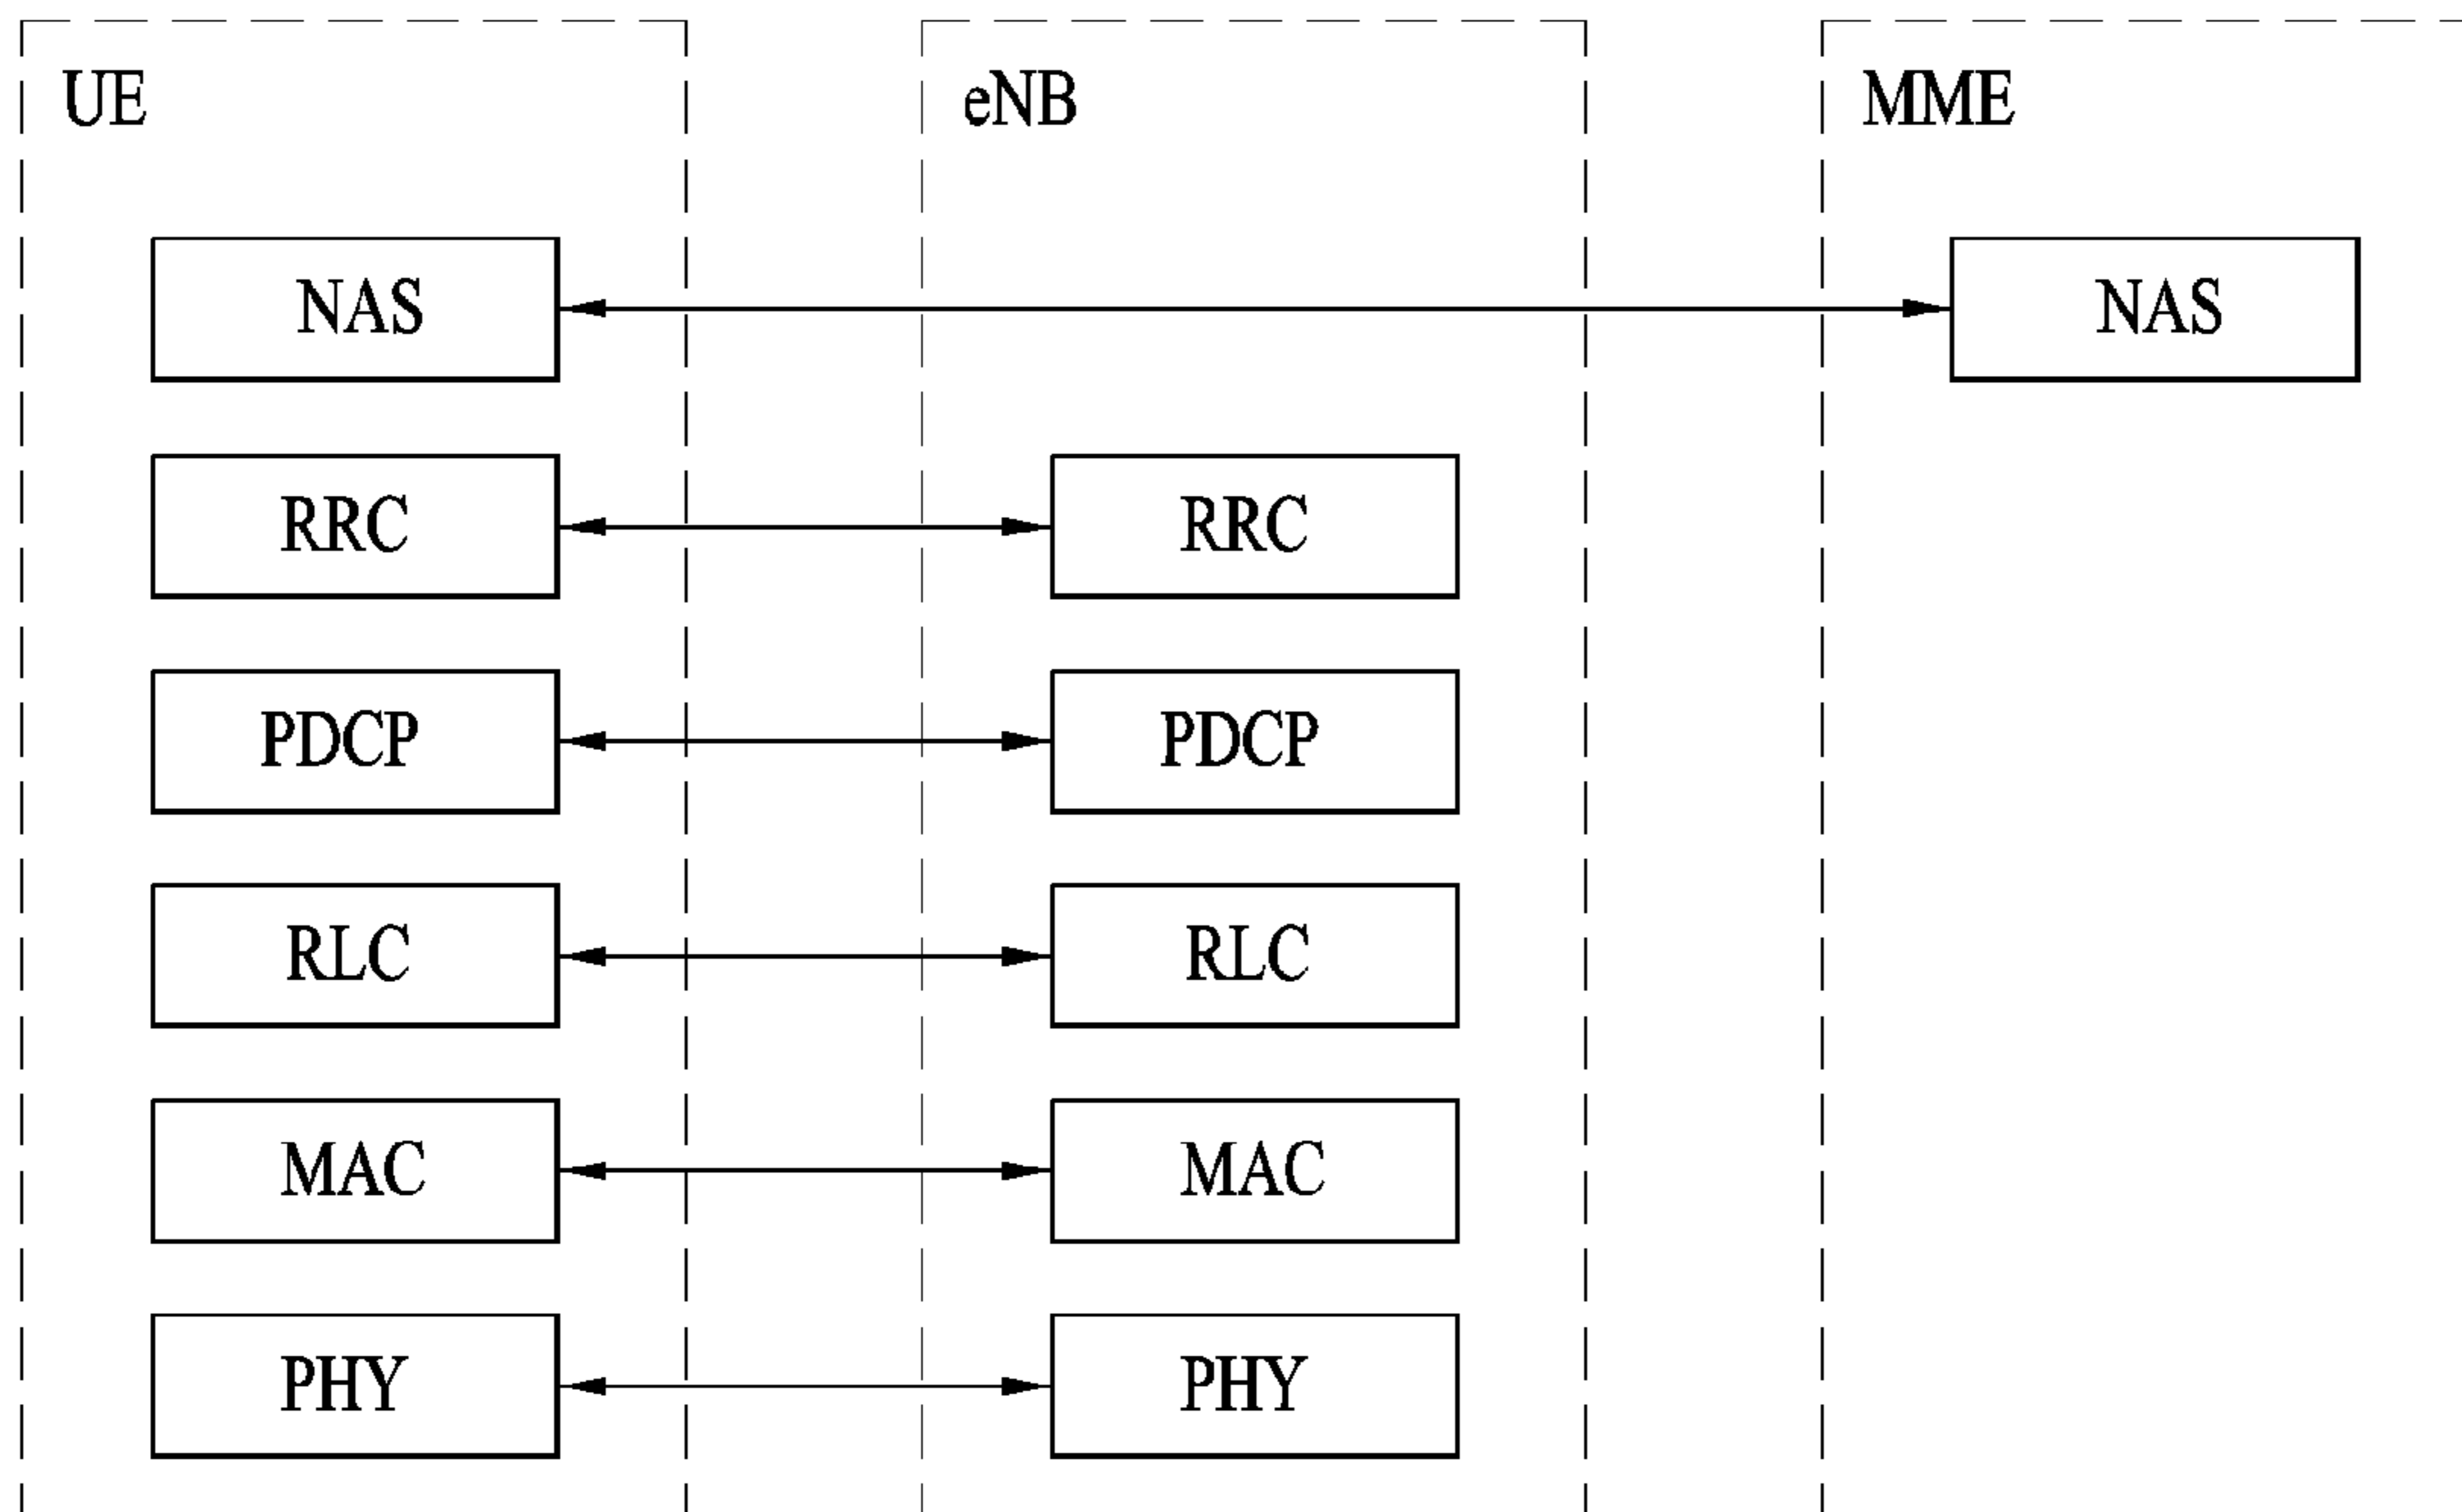 UE eNB MME
NAS NAS
RRC RRC
PDCP PDCP
RLC RLC
MAC MAC
PHY PHY